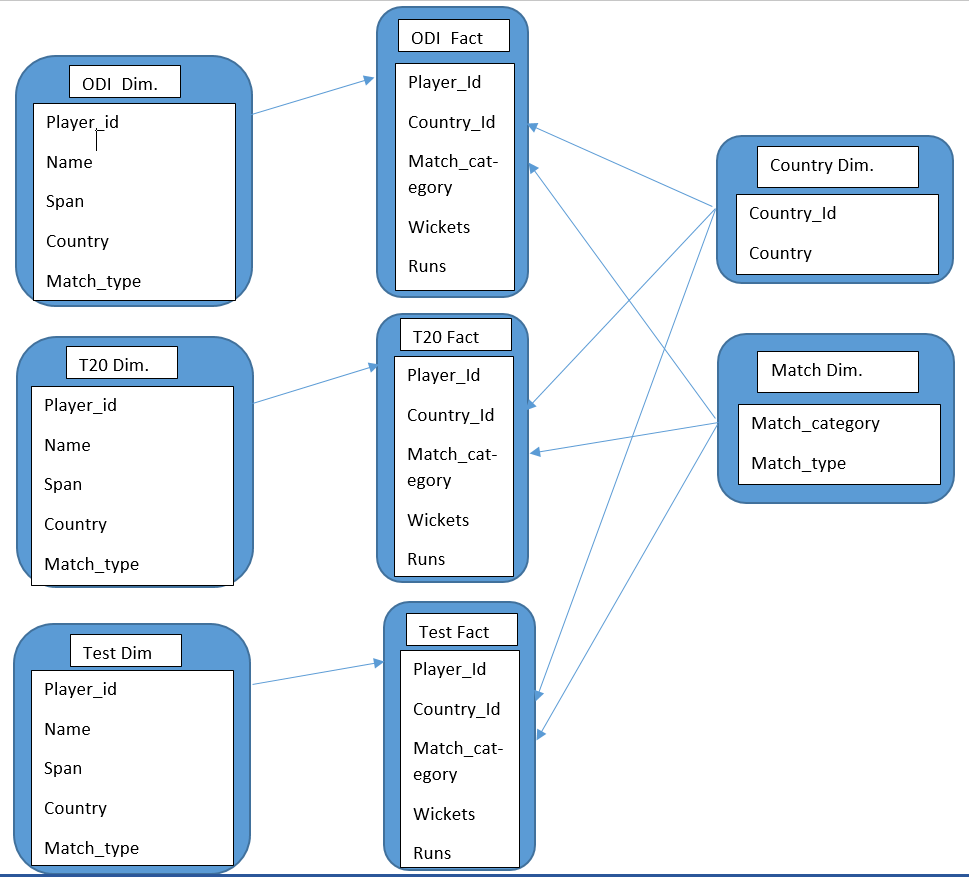 ODI Dim.
Player_id
Name
Span
Country
Match_type
T20 Dim.
Player_id
Name
Span
Country
Match_type
Test Dim
Player_id
Name
Span
Country
Match_type
ODI Fact
Player_Id
Country_Id
Match_cat-
egory
Wickets
Runs
T20 Fact
Player_Id
Country_Id
Match_cat-
egory
Wickets
Runs
Test Fact
Player_Id
Country_Id
Match_cat-
egory
Wickets
Runs
Country Dim.
Country_Id
Country
Match Dim.
Match_category
Match_type